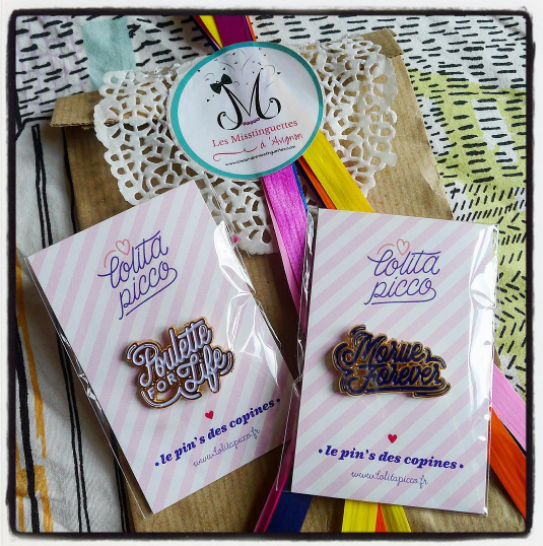 M
Les Misstinguettes
d'Avignon
lolita
picco
Poulette
FOR Life
• le pin's des copines •
www.lolitapicco.fr
lolita
picco
Morue
Forever
• le pin's des copines •
www.lolitapicco.fr